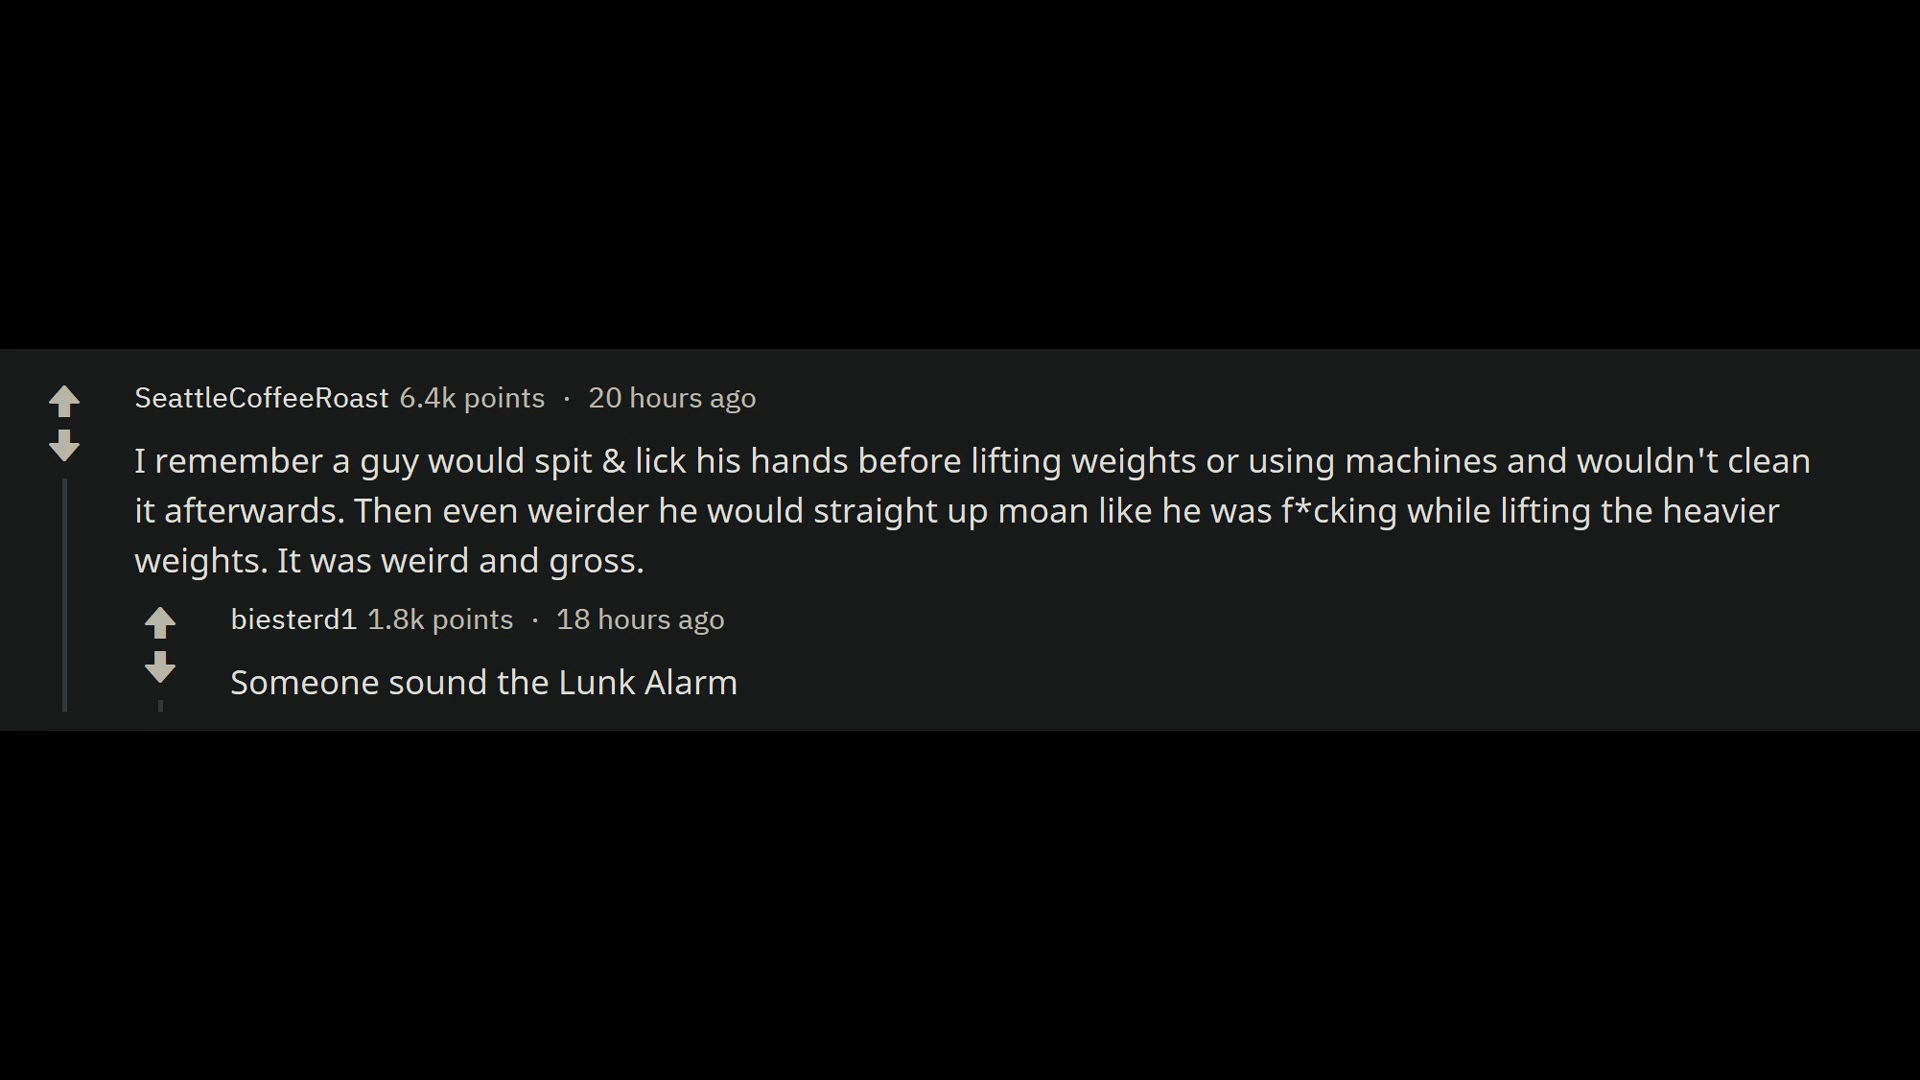 SeattleCoffeeRoast 6.4k points · 20 hours ago
I remember a guy would spit & lick his hands before lifting weights or using machines and wouldn't clean
it afterwards. Then even weirder he would straight up moan like he was f*cking while lifting the heavier
weights. It was weird and gross.
biesterd1 1.8k points · 18 hours ago
Someone sound the Lunk Alarm